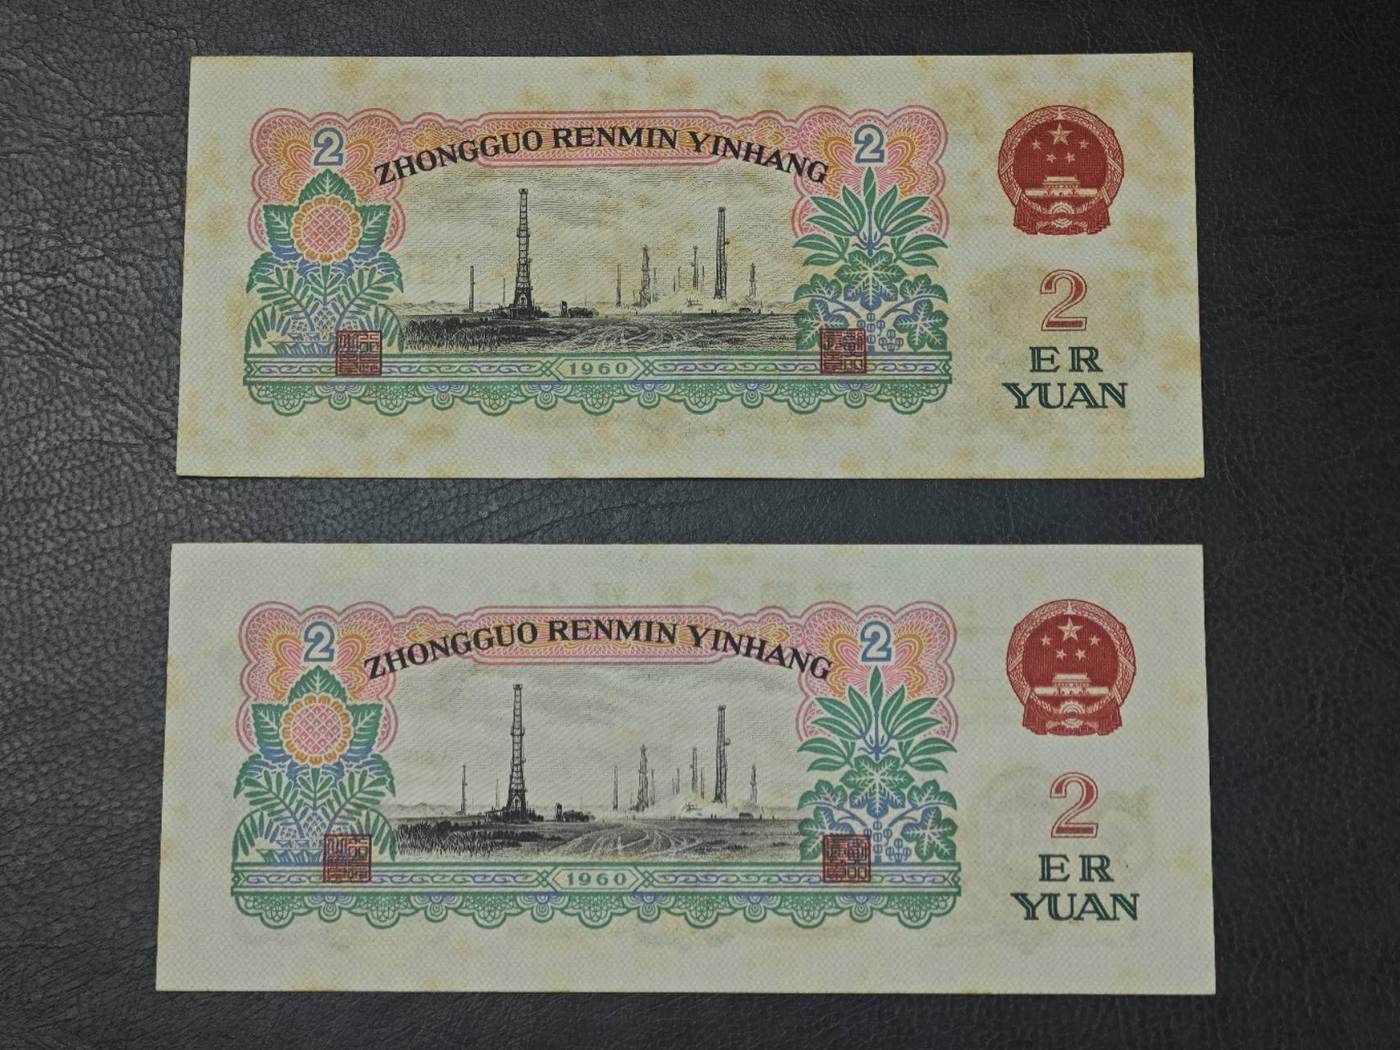 2 ZHONGGUO RENMIN YINHANG 2
2
ER
YUAN
1960
2 ZHONGGUO RENMIN YINHANG 2
2
ER
YUAN
1960